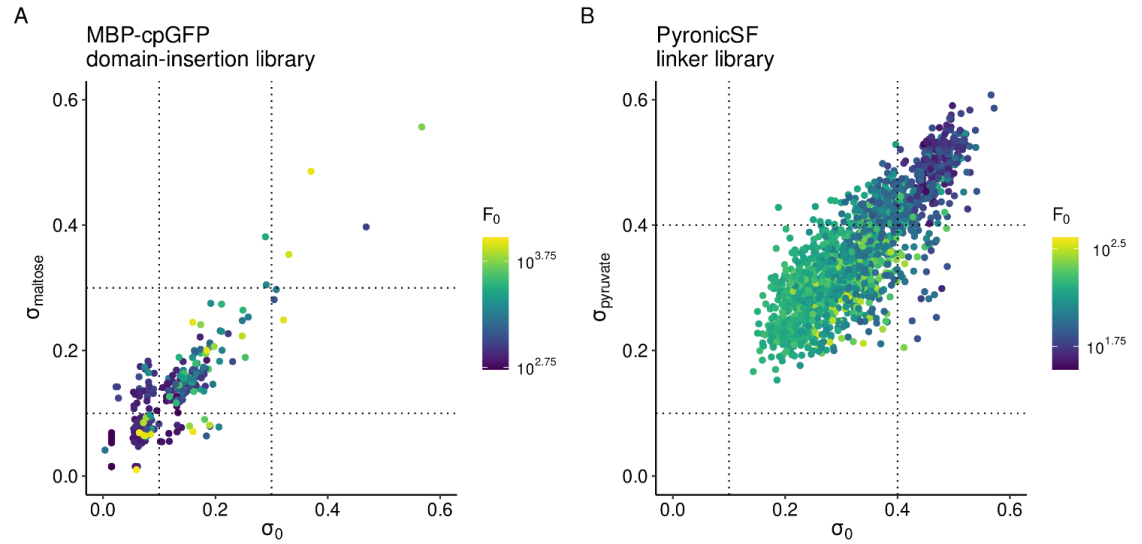 A
MBP-cpGFP
domain-insertion library
0.6
0.4
0.2
0.0
σmaltose
0.0
0.2
0.4
0.6
σ0
F0
10^3.75
10^2.75
B
PyronicSF
linker library
0.6
0.4
0.2
0.0
σpyruvate
0.0
0.2
0.4
0.6
σ0
F0
10^2.5
10^1.75